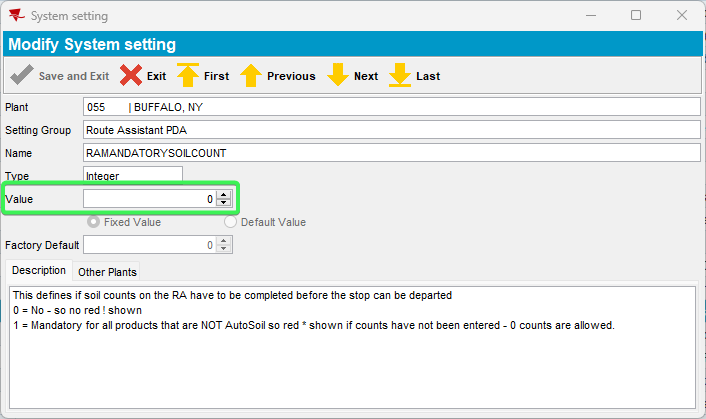 System setting
Modify System setting
Save and Exit Exit First Previous Next Last
Plant 055 | BUFFALO, NY
Setting Group Route Assistant PDA
Name RAMANDATORYSOILCOUNT
Type Integer
Value 0
Fixed Value Default Value
Factory Default 0
Description Other Plants
This defines if soil counts on the RA have to be completed before the stop can be departed
0 = No - so no red ! shown
1 = Mandatory for all products that are NOT AutoSoil so red * shown if counts have not been entered - 0 counts are allowed.